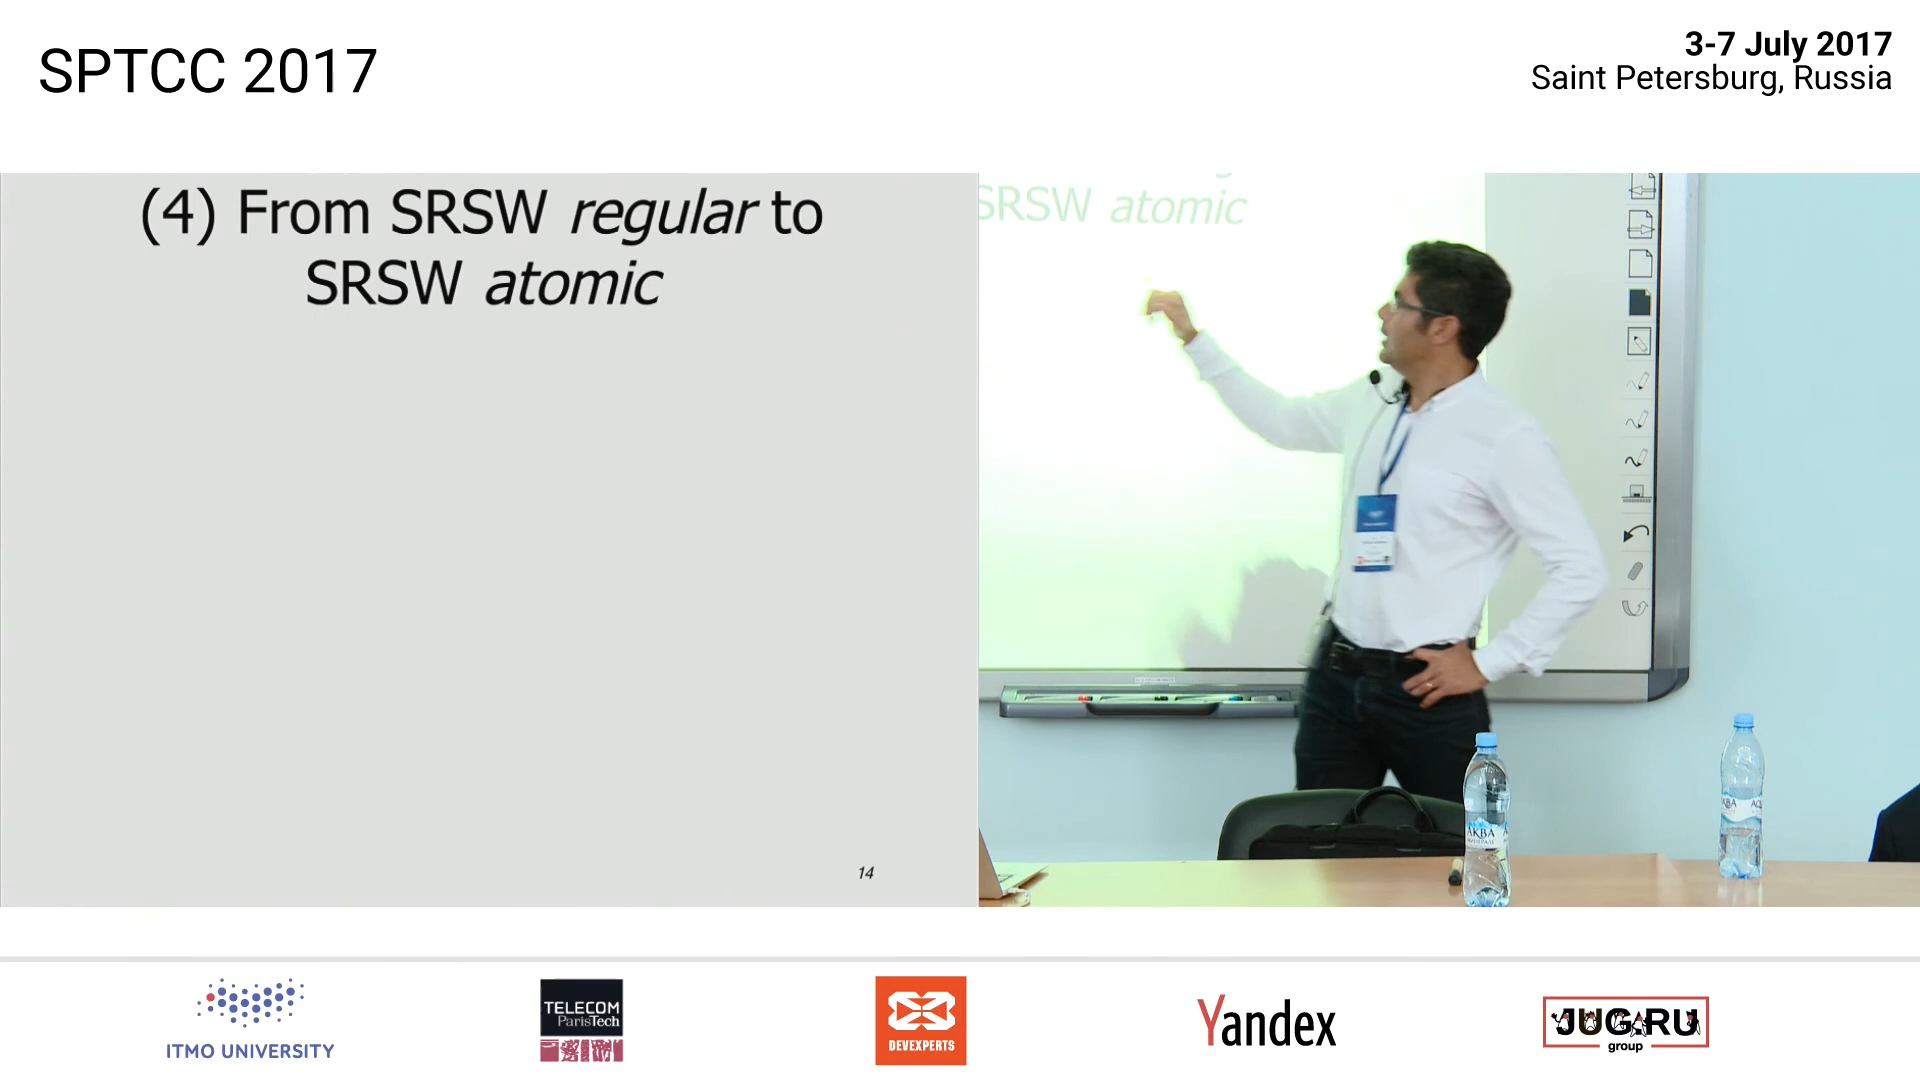 SPTCC 2017
3-7 July 2017
Saint Petersburg, Russia
(4) From SRSW regular to
SRSW atomic
14
SRSW atomic
АКВА
ITMO UNIVERSITY
TELECOM
ParisTech
DEVEXPERTS
Yandex
JUG.RU
group